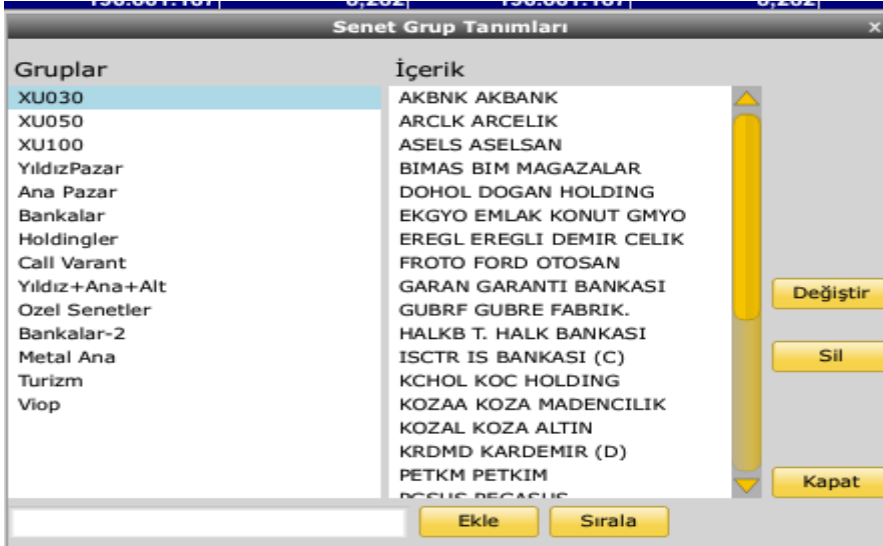 Senet Grup Tanımları
x
Gruplar
XU030
XU050
XU100
YıldızPazar
Ana Pazar
Bankalar
Holdingler
Call Varant
Yıldız+Ana+Alt
Ozel Senetler
Bankalar-2
Metal Ana
Turizm
Viop
İçerik
AKBNK AKBANK
ARCLK ARCELIK
ASELS ASELSAN
BIMAS BIM MAGAZALAR
DOHOL DOGAN HOLDING
EKGYO EMLAK KONUT GMYO
EREGL EREGLI DEMIR CELIK
FROTO FORD OTOSAN
GARAN GARANTI BANKASI
GUBRF GUBRE FABRIK.
HALKB T. HALK BANKASI
ISCTR IS BANKASI (C)
KCHOL KOC HOLDING
KOZAA KOZA MADENCILIK
KOZAL KOZA ALTIN
KRDMD KARDEMIR (D)
PETKM PETKIM
PGSUS PEGASUS
Değiştir
Sil
Kapat
Ekle
Sırala